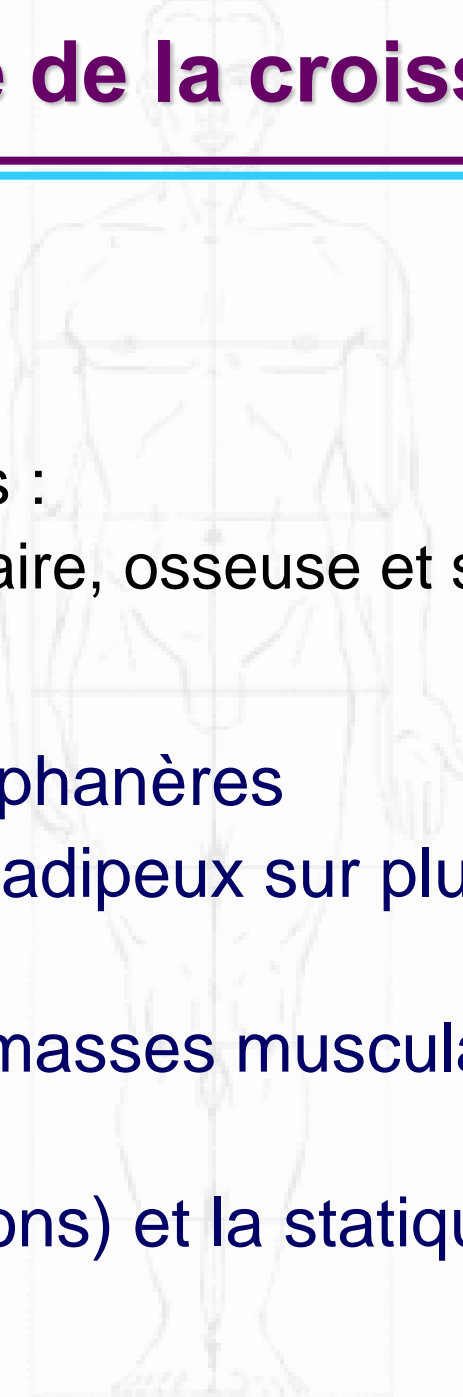 de la croiss
s :
aire, osseuse et s
phanères
adipeux sur plu
masses muscula
ons) et la statiqu